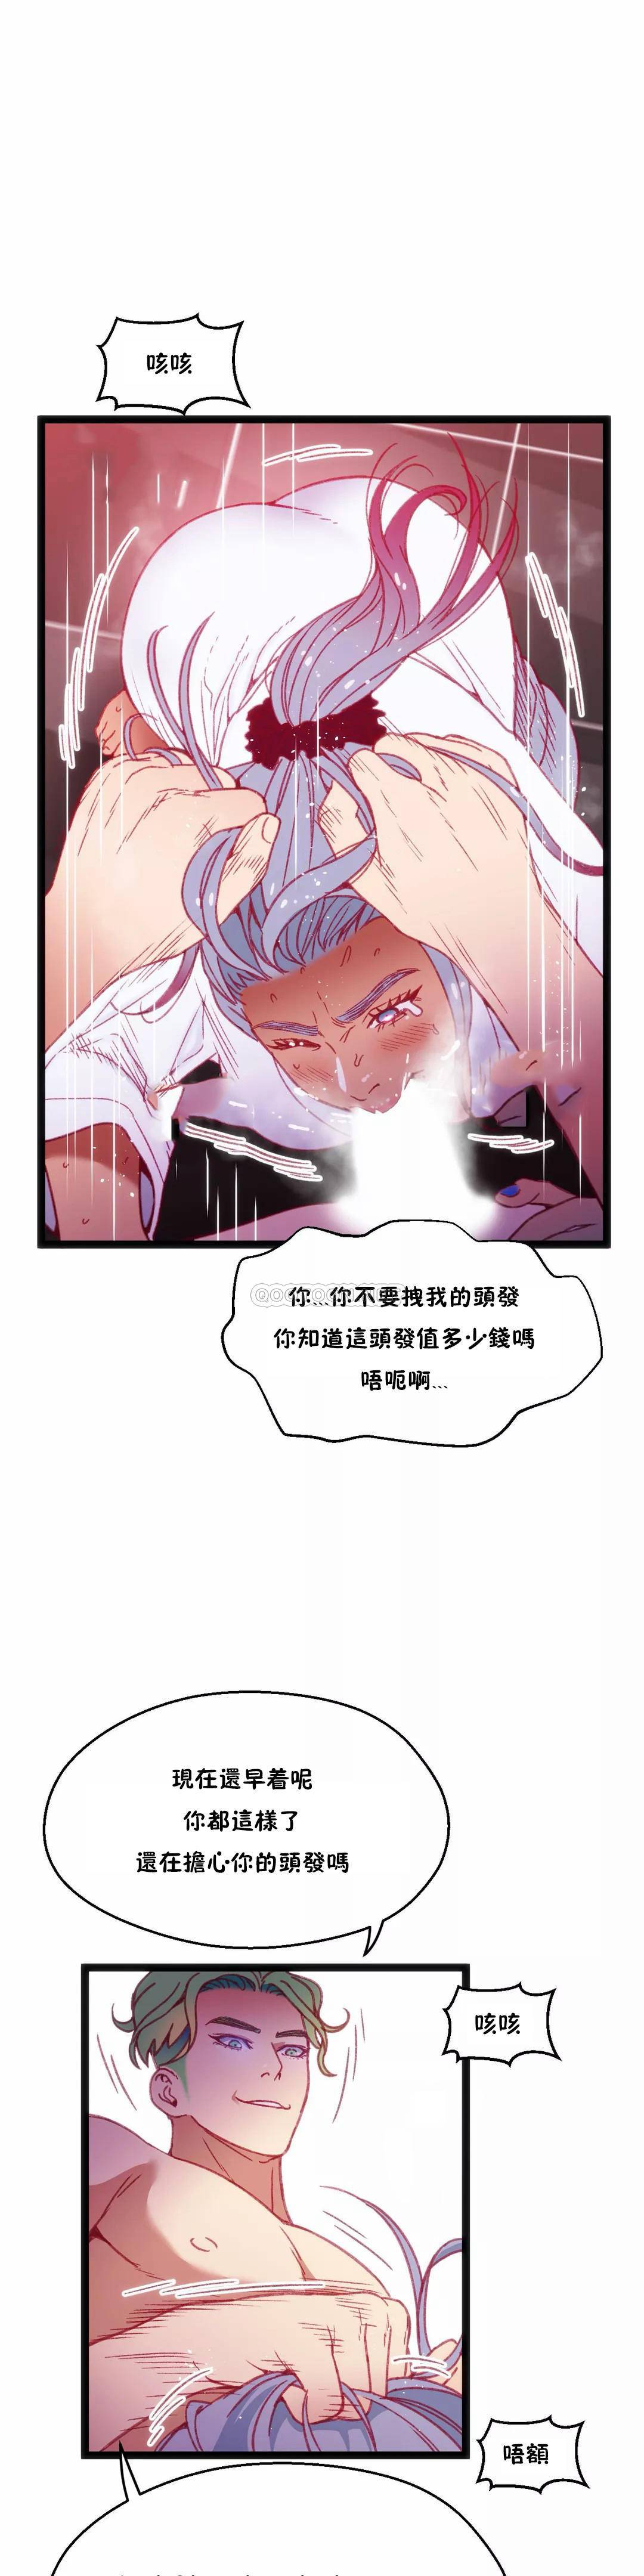 咳咳
你...你不要拽我的頭發
你知道這頭發值多少錢嗎
唔呃啊...
現在還早着呢
你都這樣了
還在擔心你的頭發嗎
咳咳
唔額